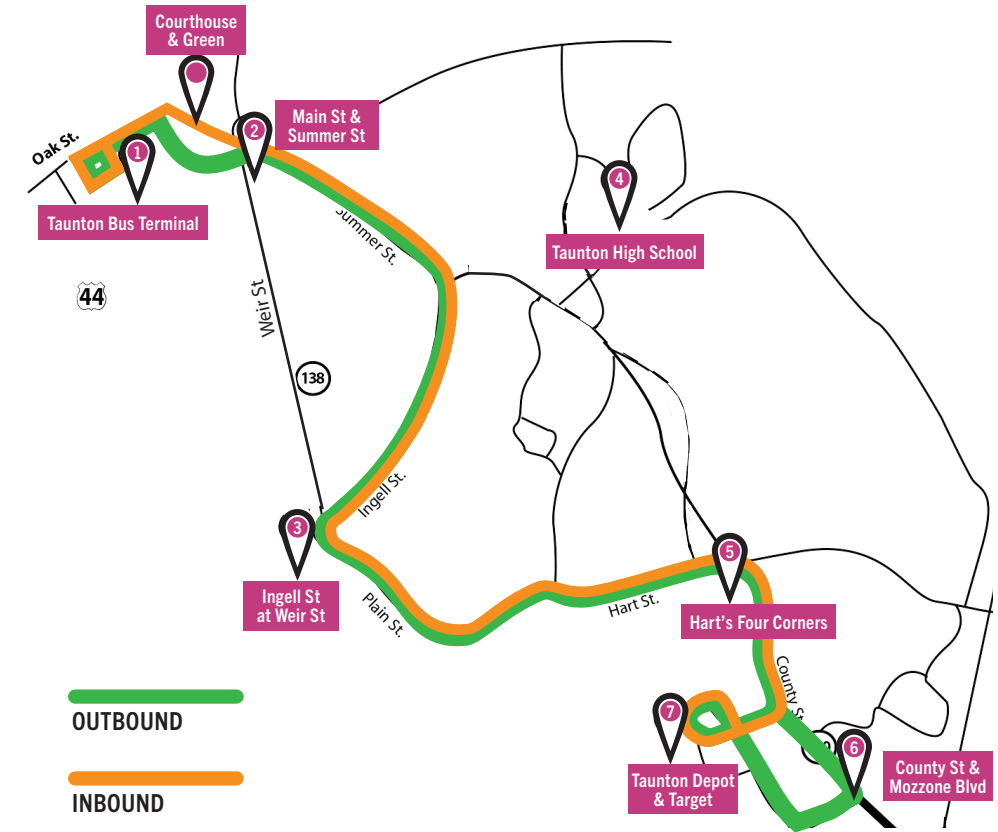 Courthouse
& Green
Main St &
Summer St
2
Oak St.
1
Taunton Bus Terminal
4
Taunton High School
Summer St.
44
Weir St
138
Ingell St.
3
Ingell St
at Weir St
Plain St.
Hart St.
5
Hart's Four Corners
County St.
7
Taunton Depot
& Target
6
County St &
Mozzone Blvd
OUTBOUND
INBOUND